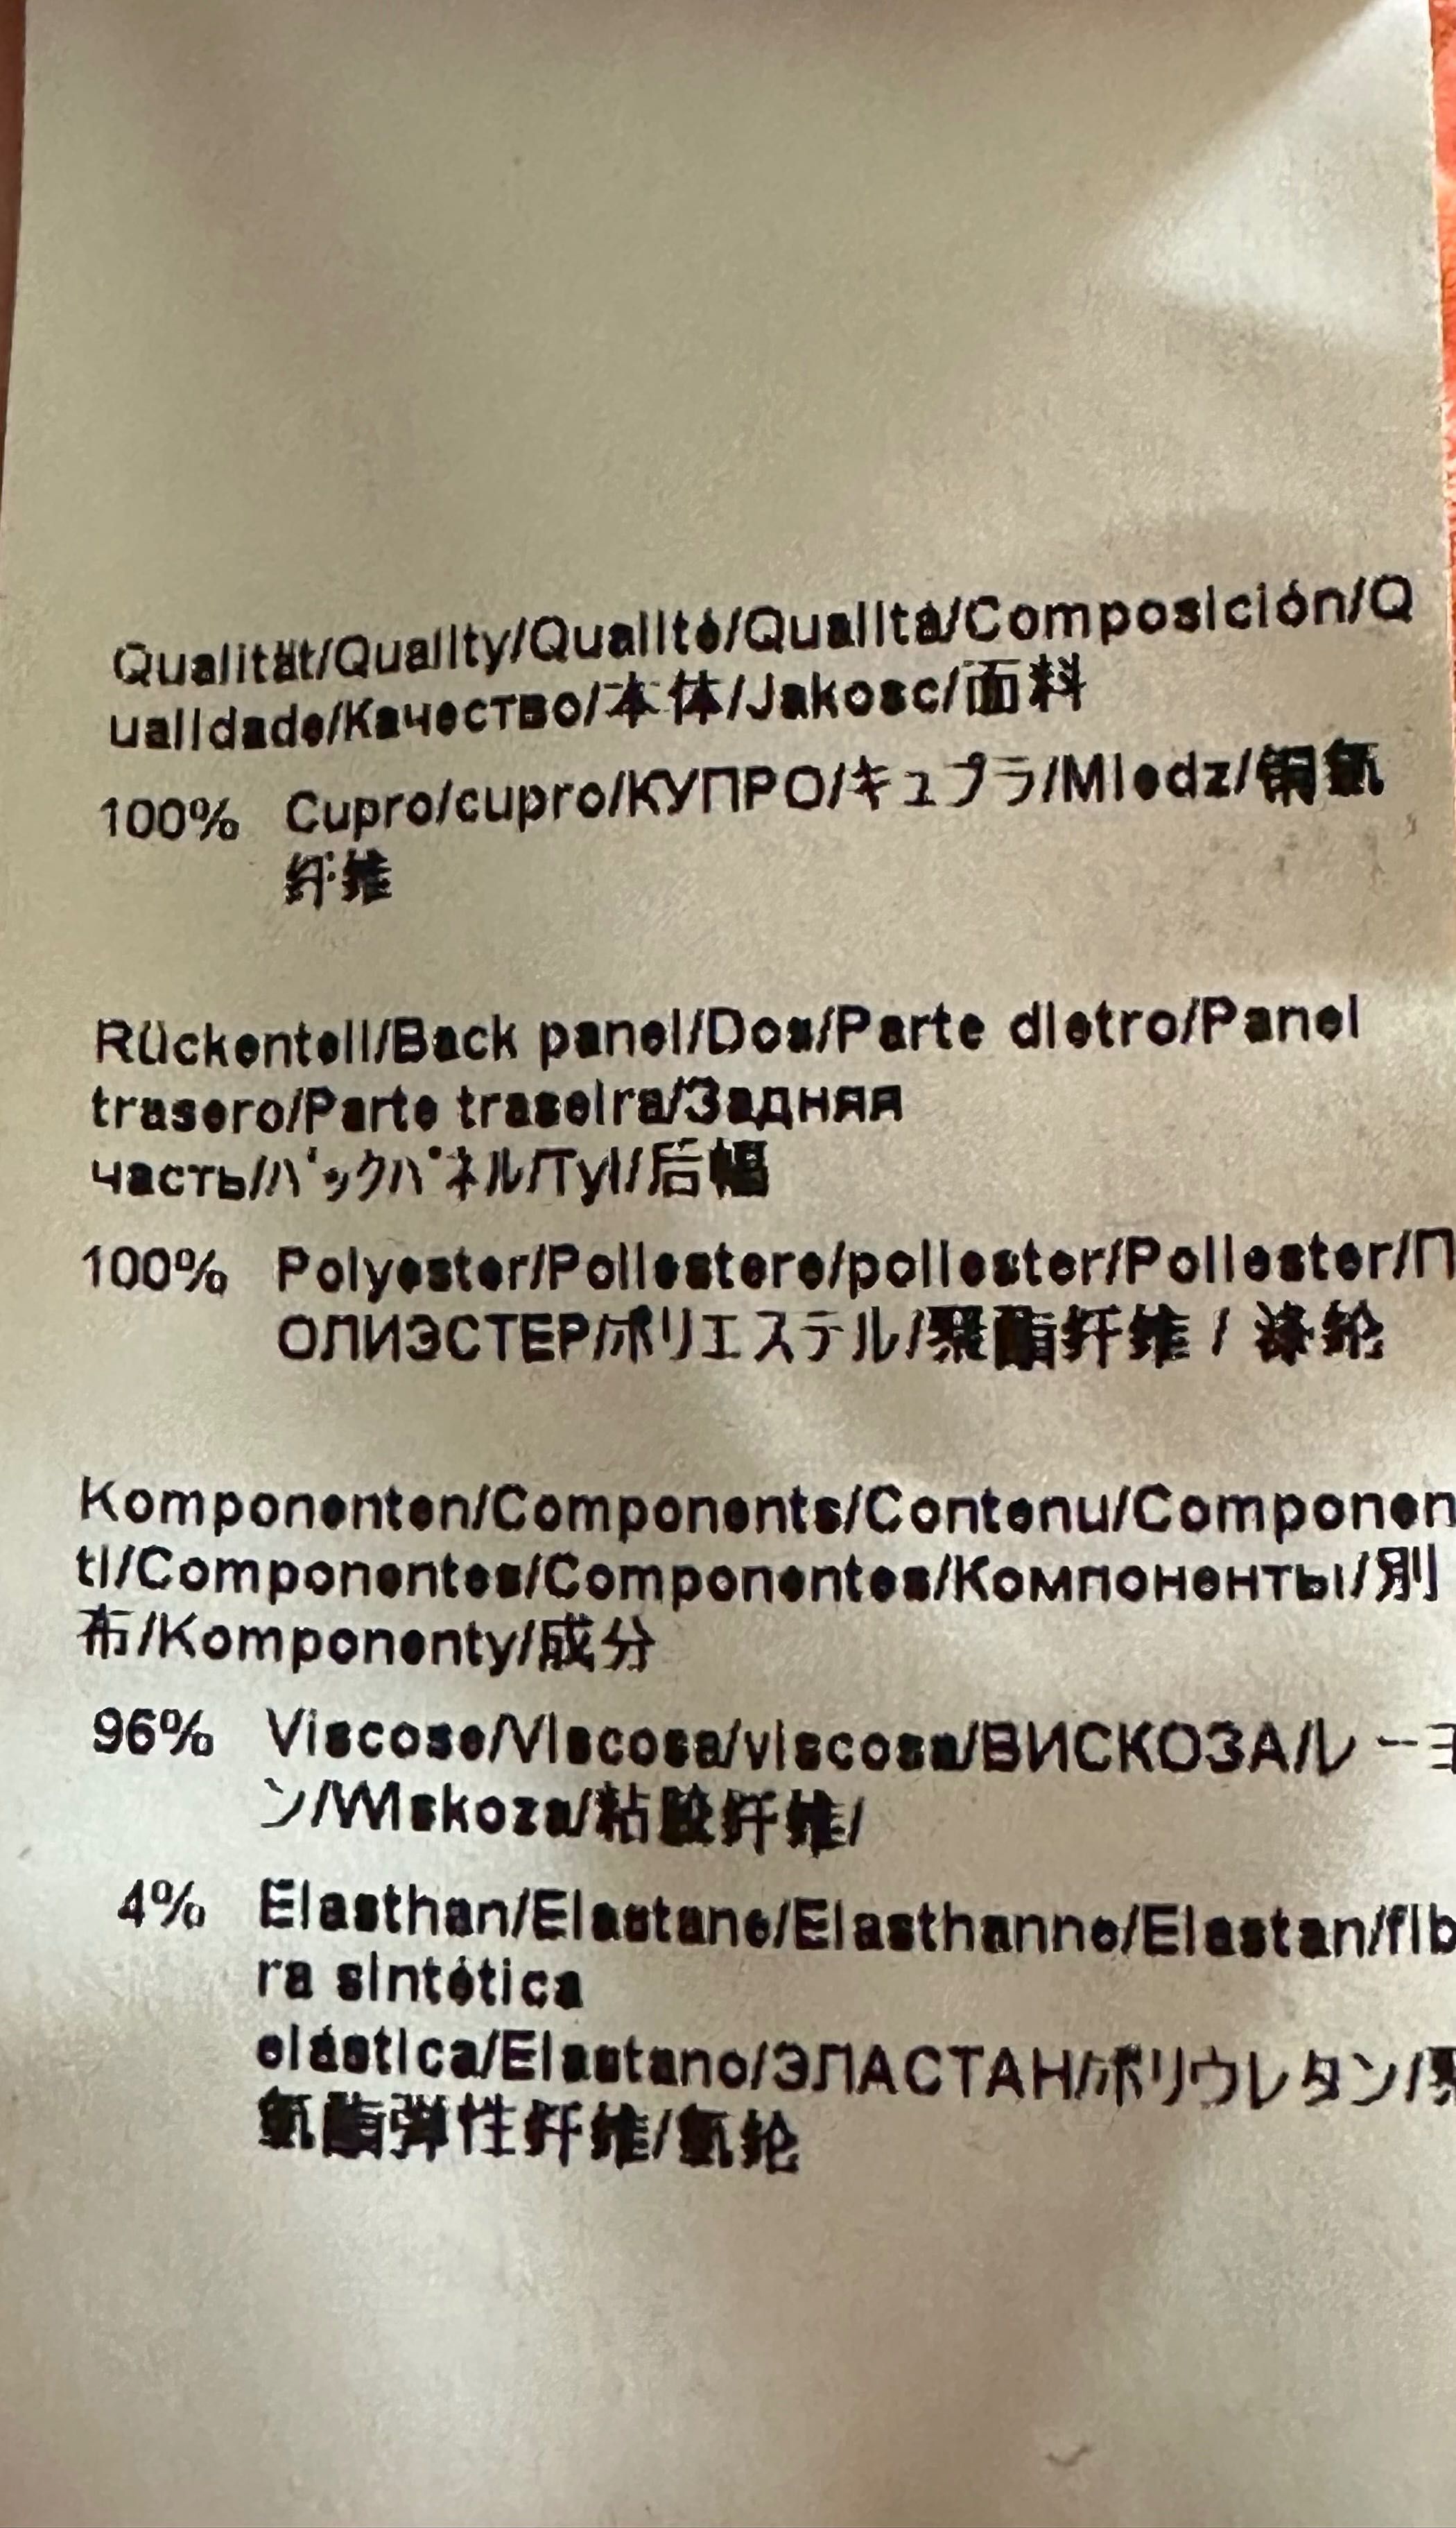 Qualität/Quality/Qualité/Qualità/Composición/Q
ualidade/Качество/本体/Jakosc/面料
100% Cupro/cupro/КУПРО/キュプラ/Miedz/铜氨
纤维
Rückenteil/Back panel/Dos/Parte dietro/Panel
trasero/Parte traseira/Задняя
часть/バックパネル/Tyl/后幅
100% Polyester/Poliestere/poliester/Poliester/П
ОЛИЭСТЕР/ポリエステル/聚酯纤维 / 涤纶
Komponenten/Components/Contenu/Componen
ti/Componentes/Componentes/Компоненты/別
布/Komponenty/成分
96% Viscose/Viscosa/viscosa/ВИСКОЗА/レーヨ
ン/Wiskoza/粘胶纤维/
4% Elasthan/Elastane/Elasthanne/Elastan/fib
ra sintética
elástica/Elastano/ЭЛАСТАН/ポリウレタン/聚
氨酯弹性纤维/氨纶